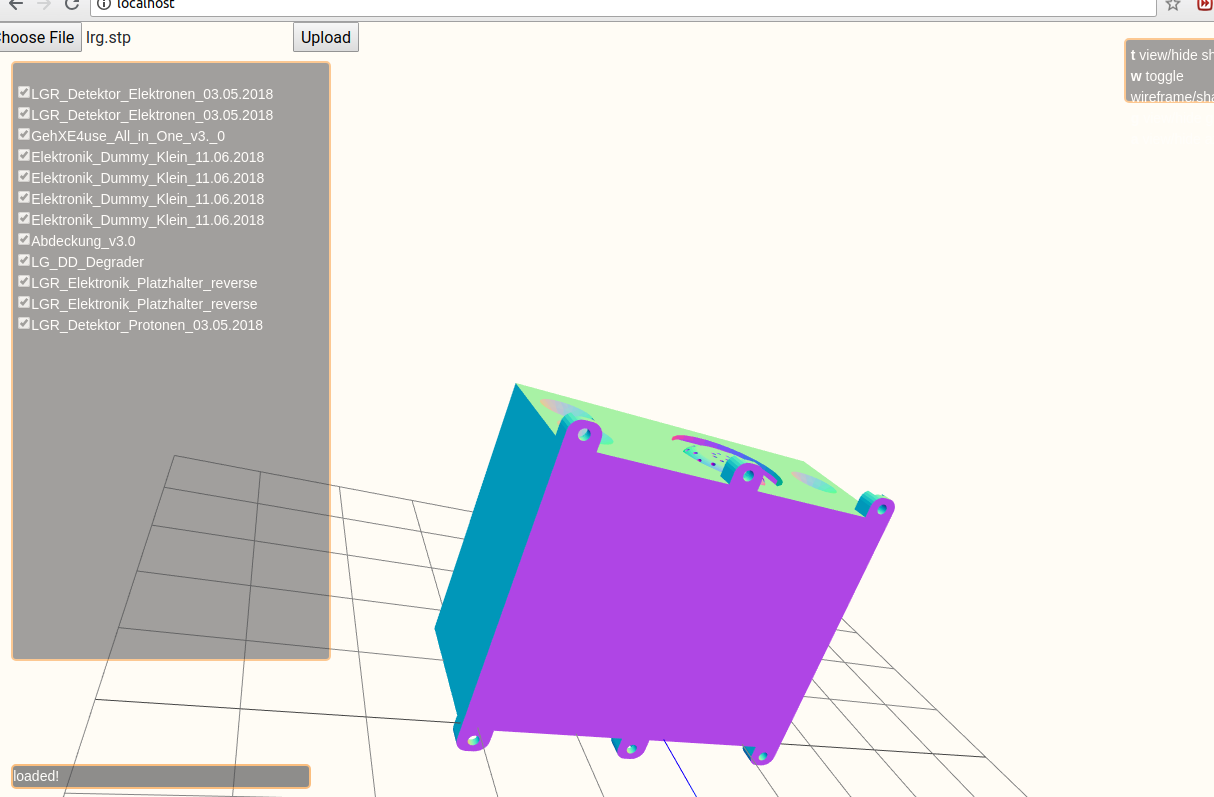 localhost
Choose File lrg.stp Upload
LGR_Detektor_Elektronen_03.05.2018
LGR_Detektor_Elektronen_03.05.2018
GehXE4use_All_in_One_v3._0
Elektronik_Dummy_Klein_11.06.2018
Elektronik_Dummy_Klein_11.06.2018
Elektronik_Dummy_Klein_11.06.2018
Elektronik_Dummy_Klein_11.06.2018
Abdeckung_v3.0
LG_DD_Degrader
LGR_Elektronik_Platzhalter_reverse
LGR_Elektronik_Platzhalter_reverse
LGR_Detektor_Protonen_03.05.2018
t view/hide sh
w toggle
wireframe/sha
loaded!